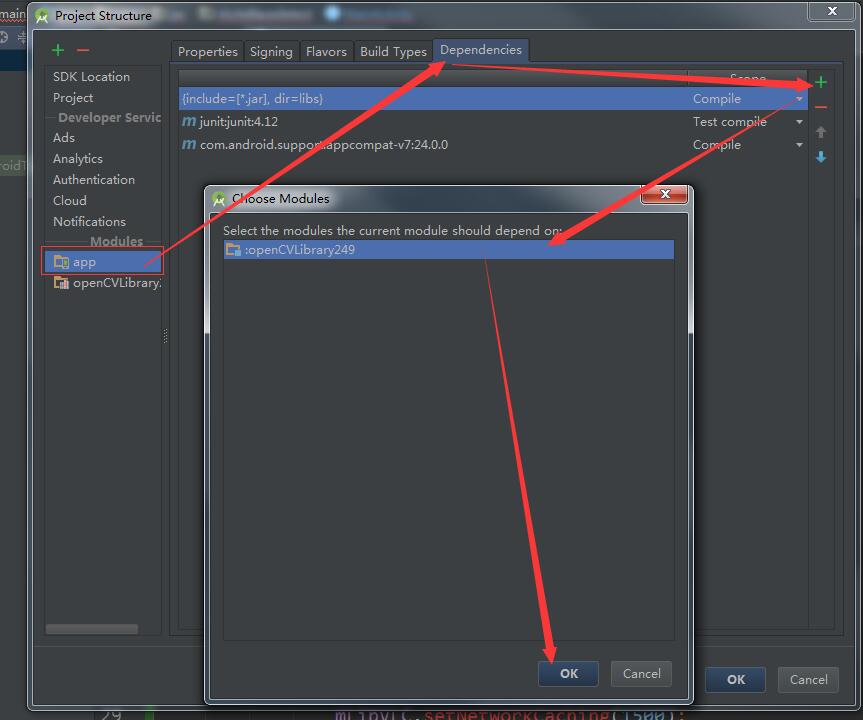 main
Project Structure
Properties
Signing
Flavors
Build Types
Dependencies
SDK Location
Project
Developer Servic
Ads
Analytics
Authentication
Cloud
Notifications
Modules
app
openCVLibrary
Scope
{include=[*.jar], dir=libs}
Compile
junit:junit:4.12
Test compile
com.android.support:appcompat-v7:24.0.0
Compile
Choose Modules
Select the modules the current module should depend on:
:openCVLibrary249
OK
Cancel
OK
Cancel
29
.setNetworkCaching(1500);